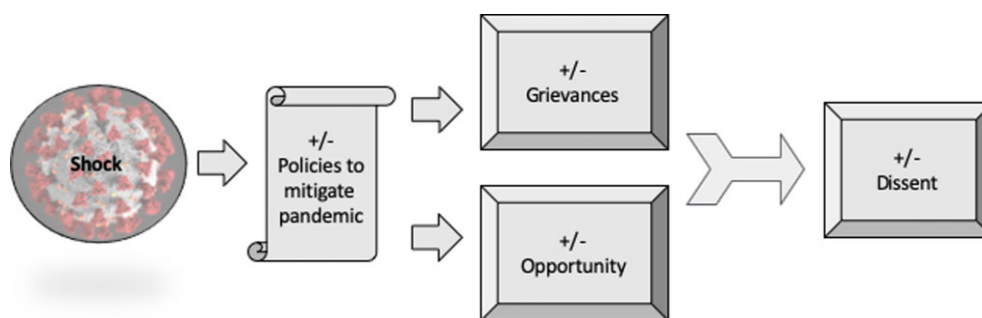 Shock
+/-
Policies to
mitigate
pandemic
+/-
Grievances
+/-
Opportunity
+/-
Dissent